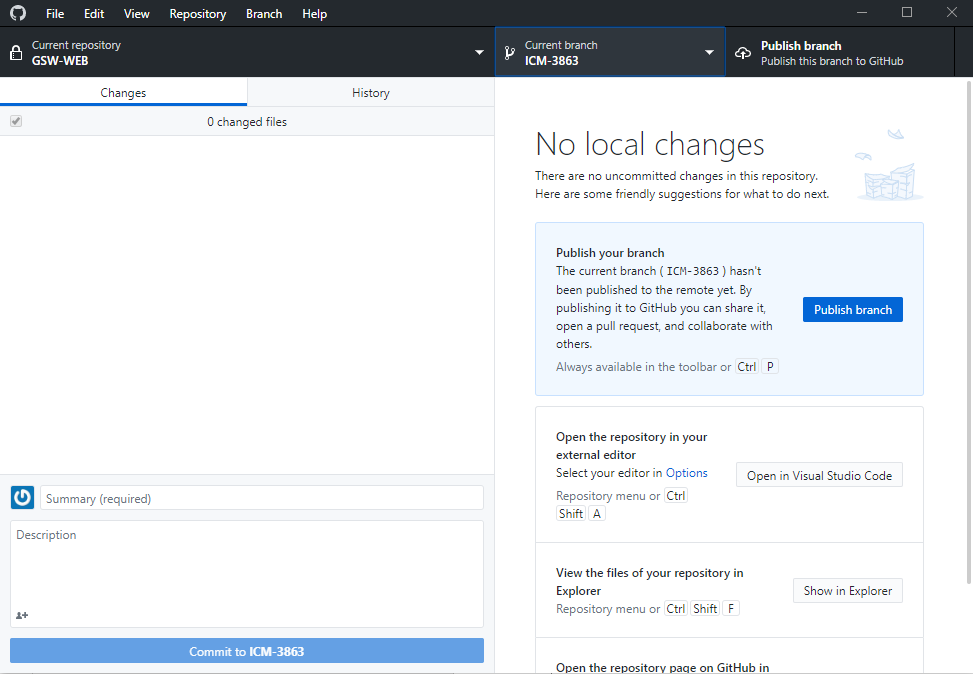 File Edit View Repository Branch Help
Current repository
GSW-WEB
Current branch
ICM-3863
Publish branch
Publish this branch to GitHub
Changes
History
0 changed files
Summary (required)
Description
Commit to ICM-3863
No local changes
There are no uncommitted changes in this repository.
Here are some friendly suggestions for what to do next.
Publish your branch
The current branch ( ICM-3863 ) hasn't
been published to the remote yet. By
publishing it to GitHub you can share it,
open a pull request, and collaborate with
others.
Always available in the toolbar or Ctrl P
Publish branch
Open the repository in your
external editor
Select your editor in Options
Repository menu or Ctrl
Shift A
Open in Visual Studio Code
View the files of your repository in
Explorer
Repository menu or Ctrl Shift F
Show in Explorer
Open the repository page on GitHub in